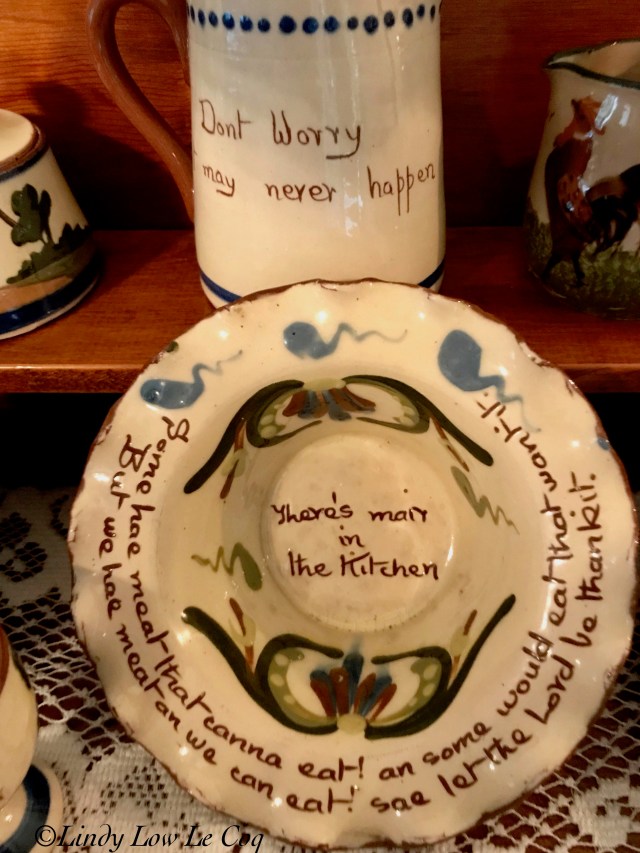 Dont Worry
may never happen
There's mair
in
the Kitchen
Some hae meat that canna eat! an some would eat that want it.
But we hae meat an we can eat! sae let the Lord be thankit.
©Lindy Low Le Coq